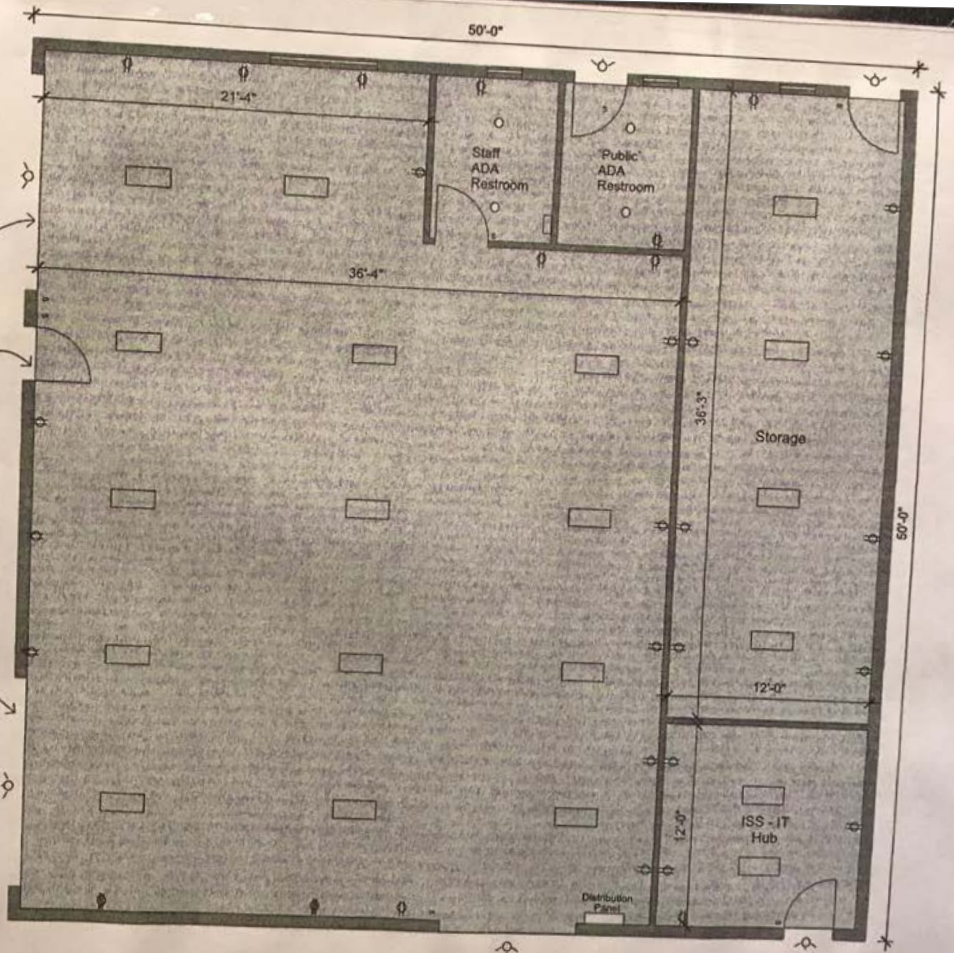 50'-0"
21'-4"
Staff
ADA
Restroom
"Public"
ADA
Restroom
36'-4"
36'-3"
Storage
50'-0"
12'-0"
12'-0"
ISS - IT
Hub
Distribution
Panel